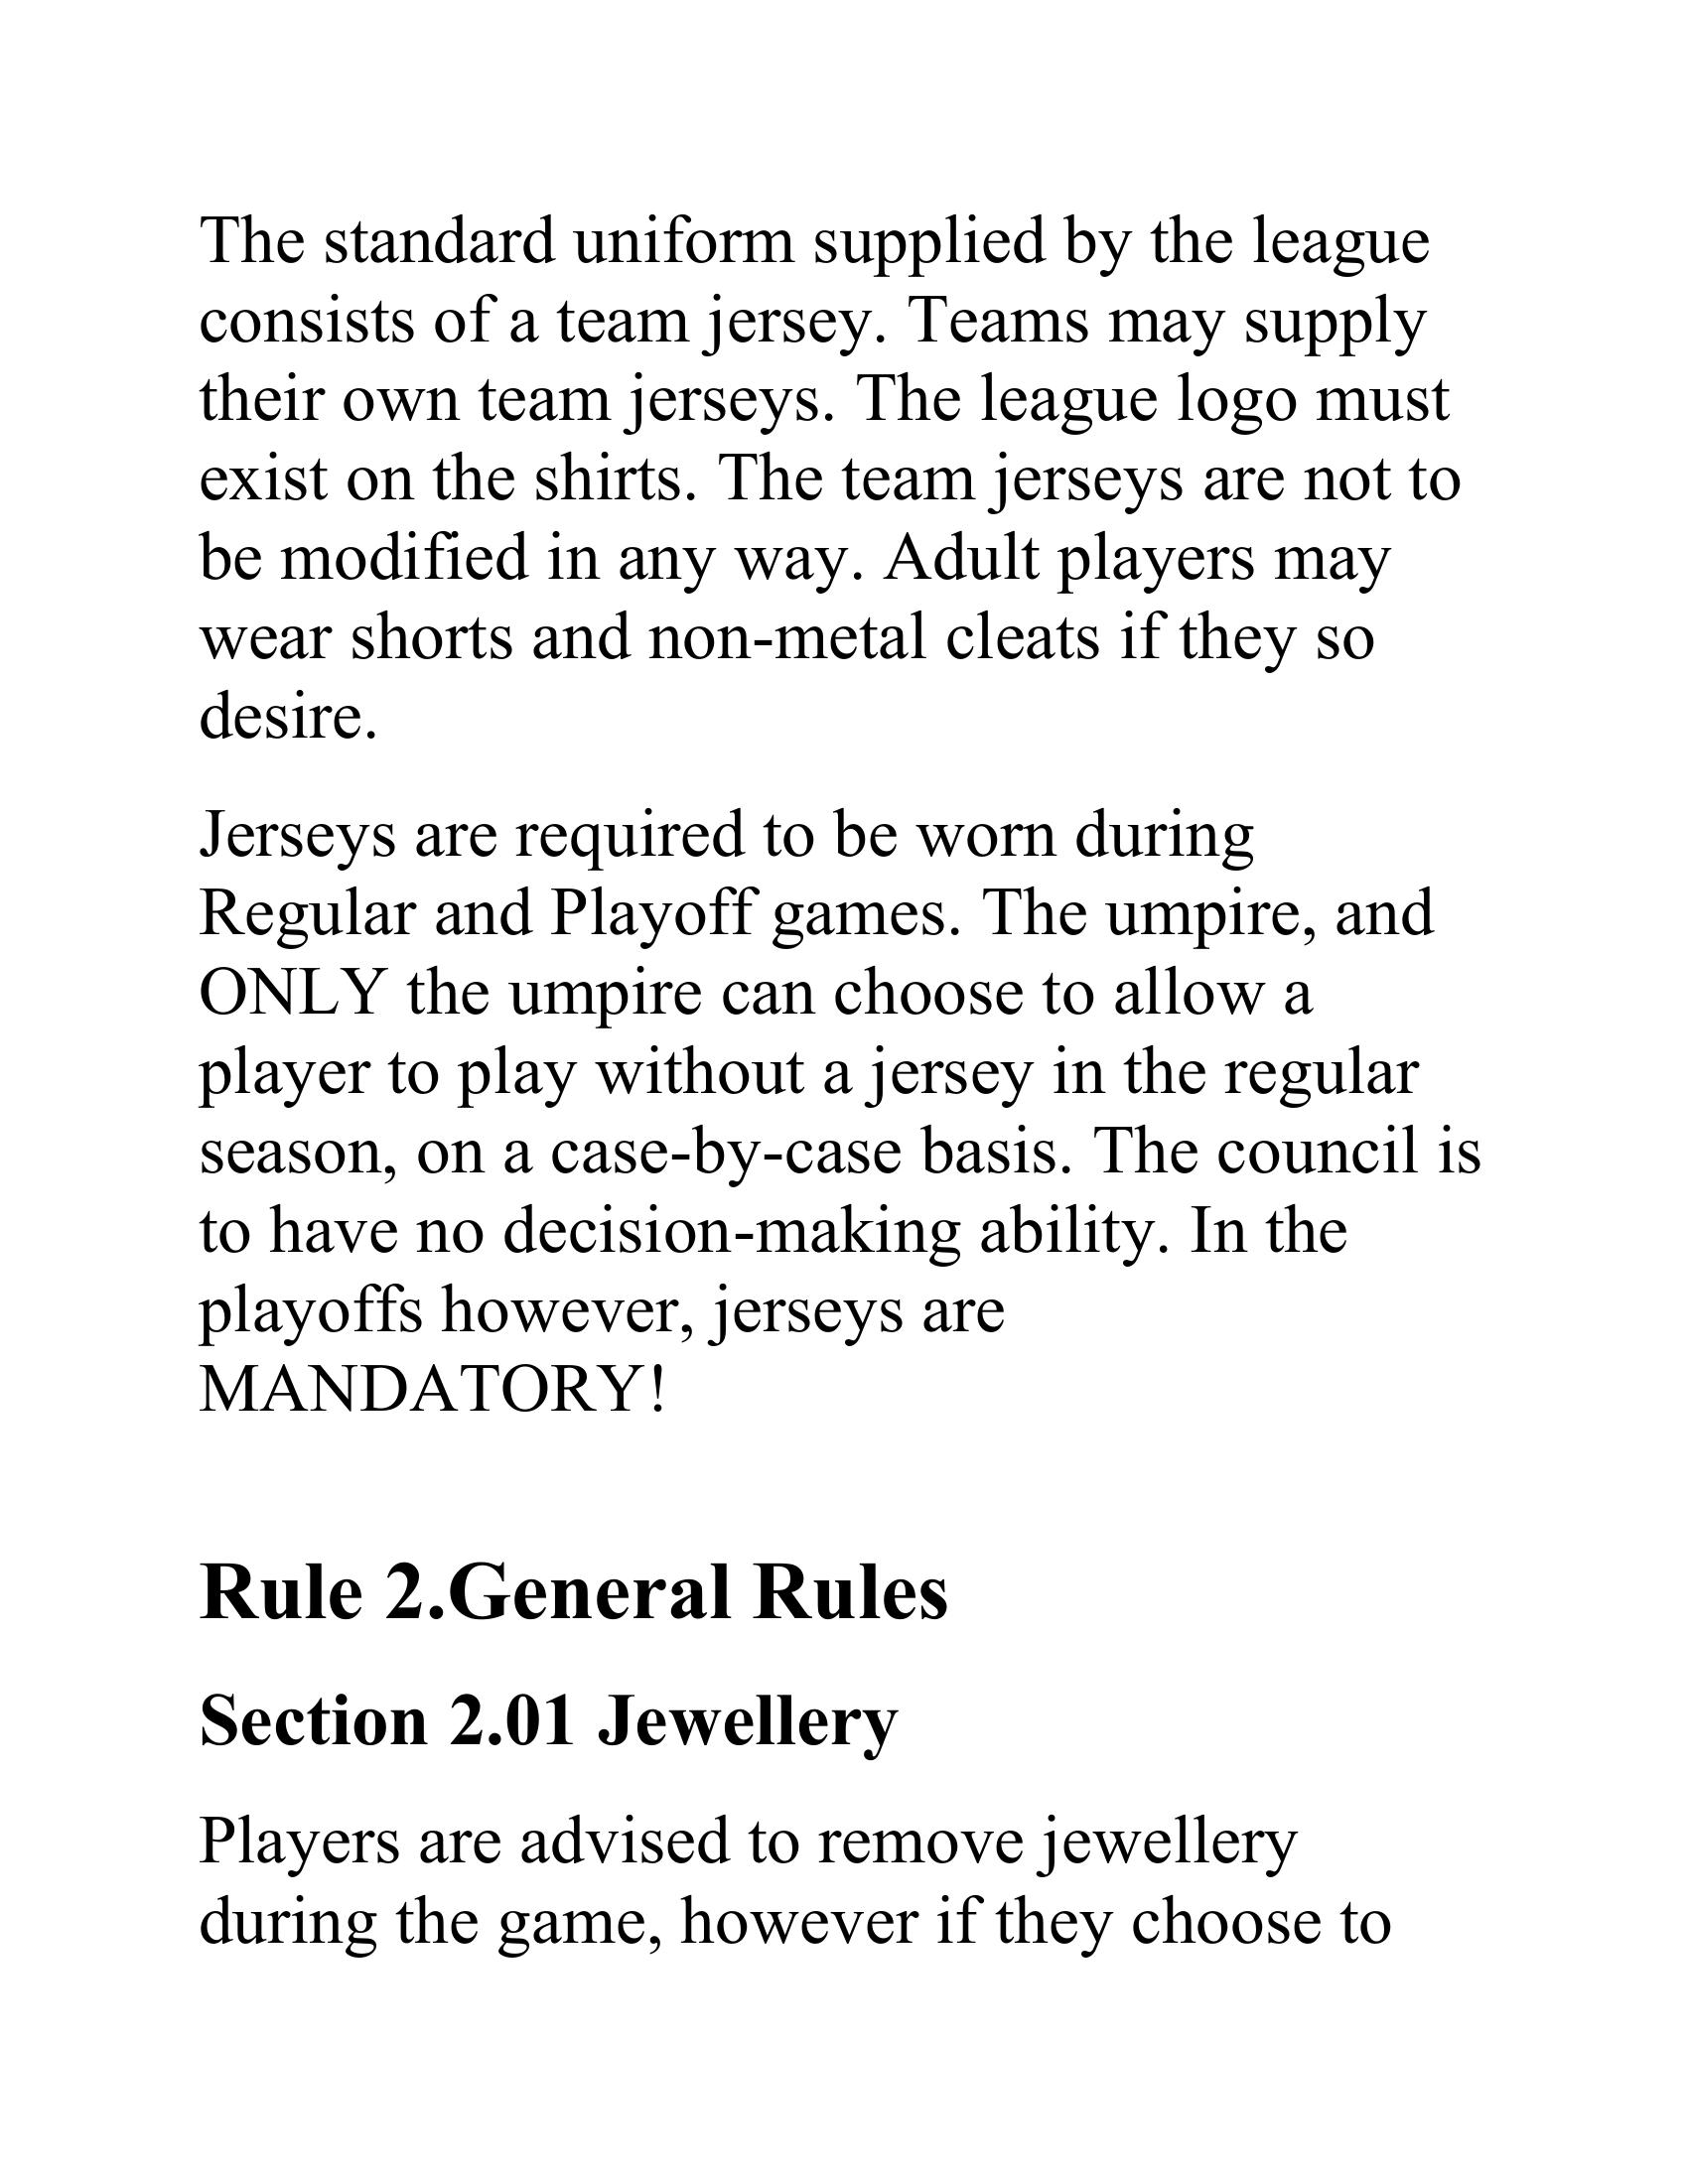 The standard uniform supplied by the league
consists of a team jersey. Teams may supply
their own team jerseys. The league logo must
exist on the shirts. The team jerseys are not to
be modified in any way. Adult players may
wear shorts and non-metal cleats if they so
desire.
Jerseys are required to be worn during
Regular and Playoff games. The umpire, and
ONLY the umpire can choose to allow a
player to play without a jersey in the regular
season, on a case-by-case basis. The council is
to have no decision-making ability. In the
playoffs however, jerseys are
MANDATORY!
Rule 2.General Rules
Section 2.01 Jewellery
Players are advised to remove jewellery
during the game, however if they choose to